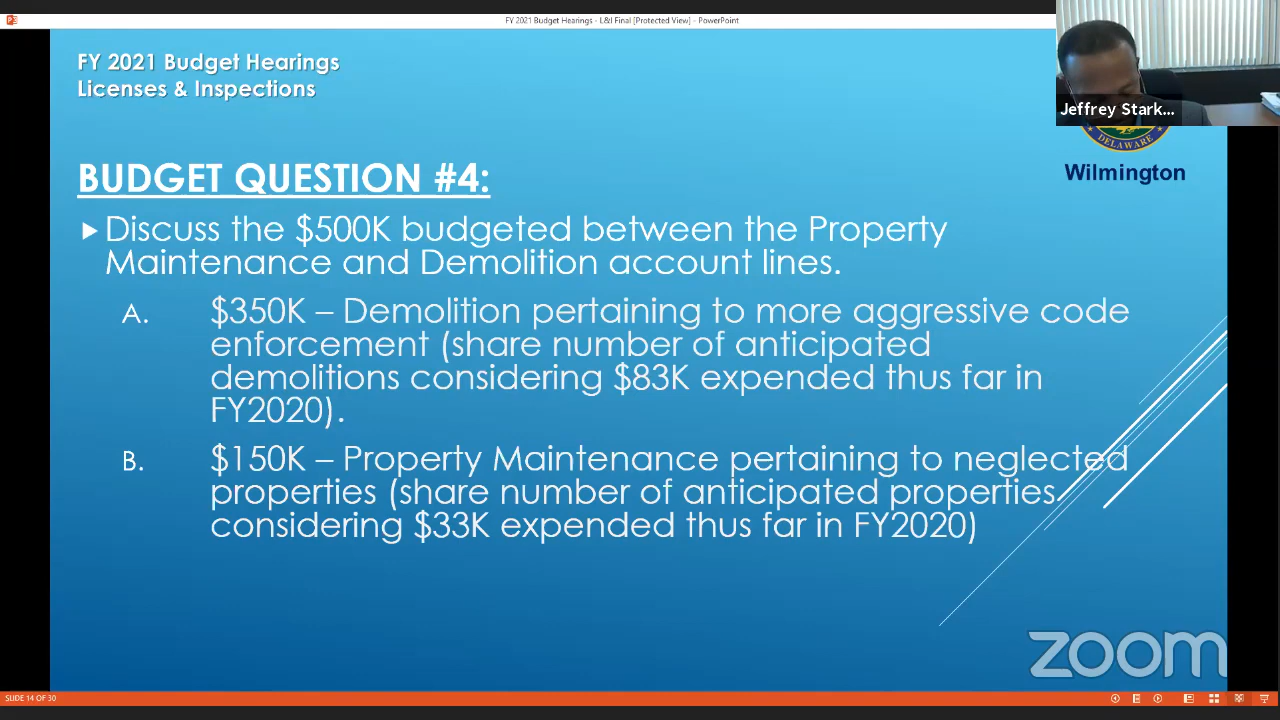 FY 2021 Budget Hearings - L&I Final [Protected View] - PowerPoint
FY 2021 Budget Hearings
Licenses & Inspections
Jeffrey Stark...
DELAWARE
Wilmington
BUDGET QUESTION #4:
Discuss the $500K budgeted between the Property
Maintenance and Demolition account lines.
A. $350K – Demolition pertaining to more aggressive code
enforcement (share number of anticipated
demolitions considering $83K expended thus far in
FY2020).
B. $150K – Property Maintenance pertaining to neglected
properties (share number of anticipated properties
considering $33K expended thus far in FY2020)
zoom
SLIDE 14 OF 30